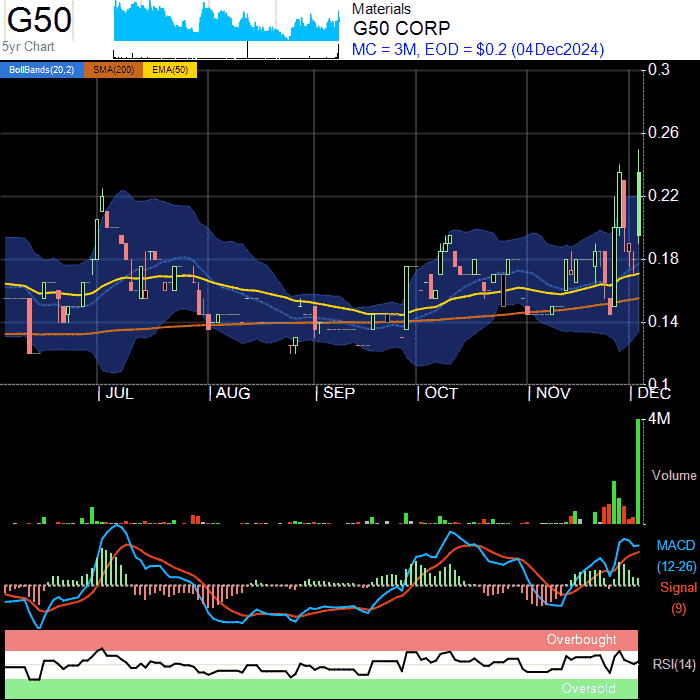 G50
5yr Chart
Materials
G50 CORP
MC = 3M, EOD = $0.2 (04Dec2024)
BollBands(20,2) SMA(200) EMA(50)
0.3
0.26
0.22
0.18
0.14
0.1
JUL AUG SEP OCT NOV DEC
4M
Volume
MACD
(12-26)
Signal
(9)
Overbought
RSI(14)
Oversold